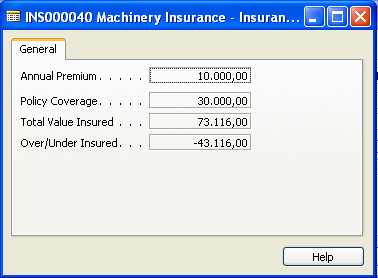 INS000040 Machinery Insurance - Insuran...
General
Annual Premium . . . . . 10.000,00
Policy Coverage . . . . . 30.000,00
Total Value Insured . . . 73.116,00
Over/Under Insured . . . -43.116,00
Help